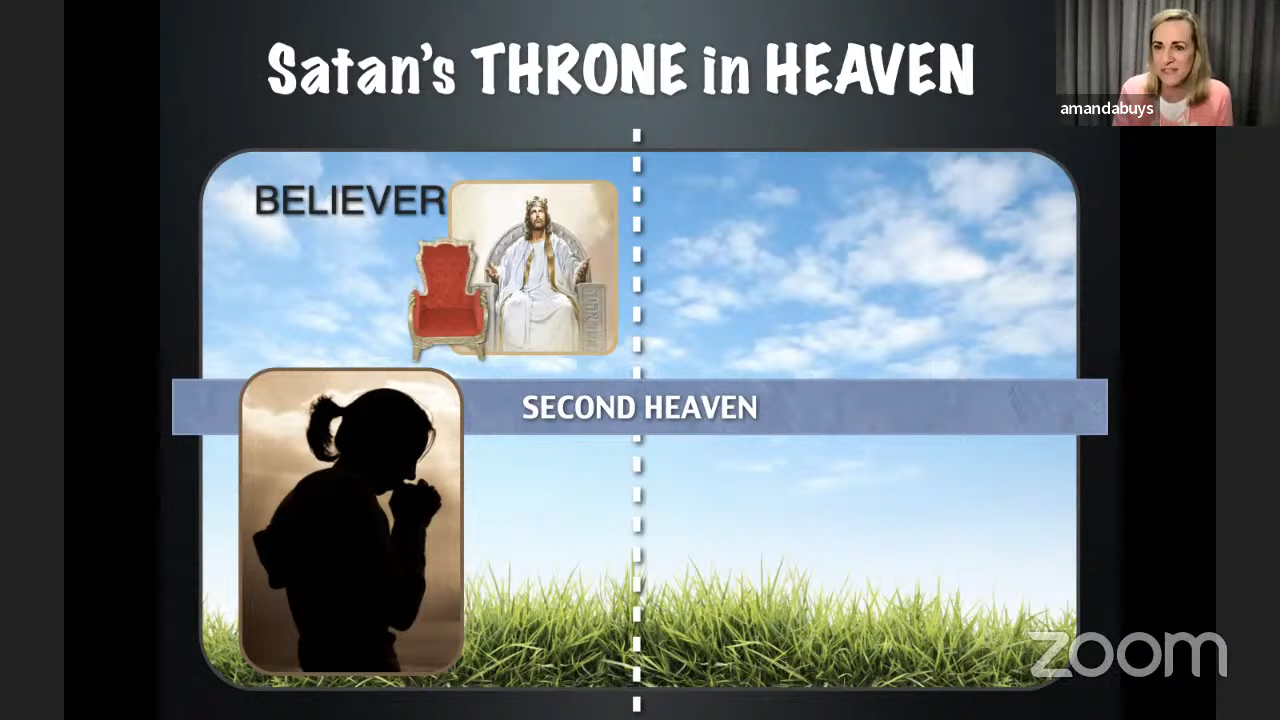 Satan's THRONE in HEAVEN
amandabuys
BELIEVER
SECOND HEAVEN
zoom